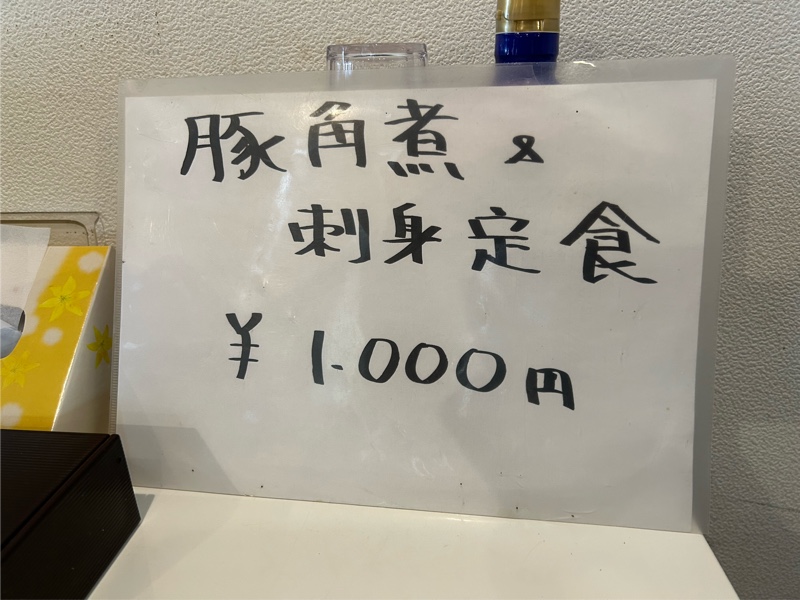 豚角煮 &
刺身定食
¥ 1.000円